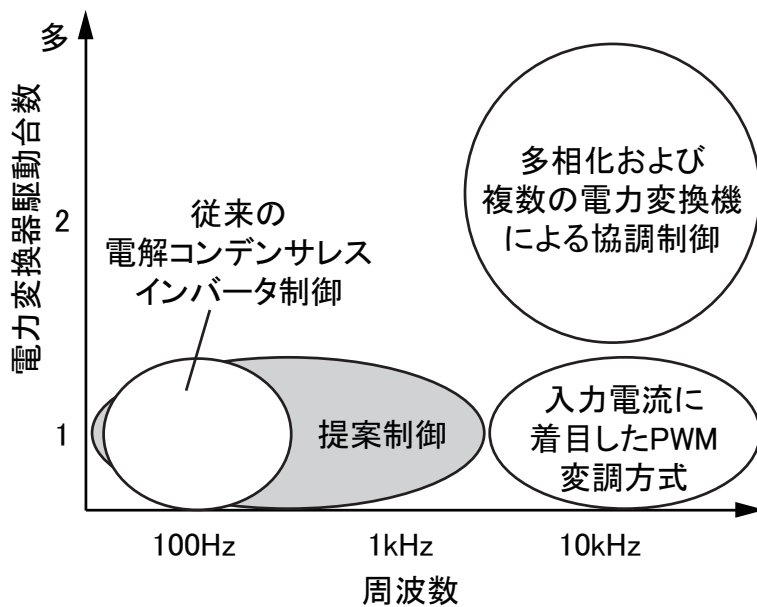 多
電力変換器駆動台数
2
1
従来の
電解コンデンサレス
インバータ制御
多相化および
複数の電力変換機
による協調制御
提案制御
入力電流に
着目したPWM
変調方式
100Hz
1kHz
10kHz
周波数